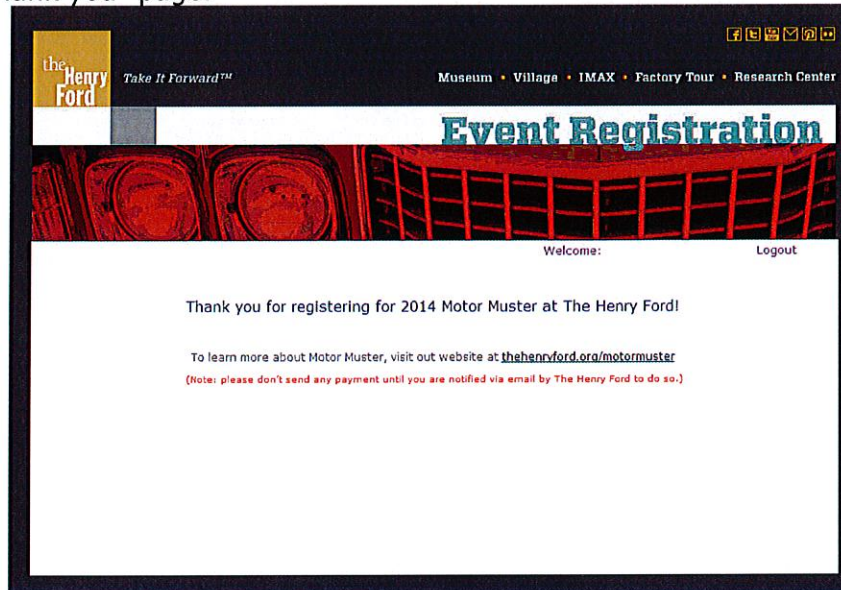 thank you" page.
the
Henry
Ford
Take It Forward™
Museum • Village • IMAX • Factory Tour • Research Center
Event Registration
Welcome:
Logout
Thank you for registering for 2014 Motor Muster at The Henry Ford!
To learn more about Motor Muster, visit out website at thehenryford.org/motormuster
(Note: please don't send any payment until you are notified via email by The Henry Ford to do so.)